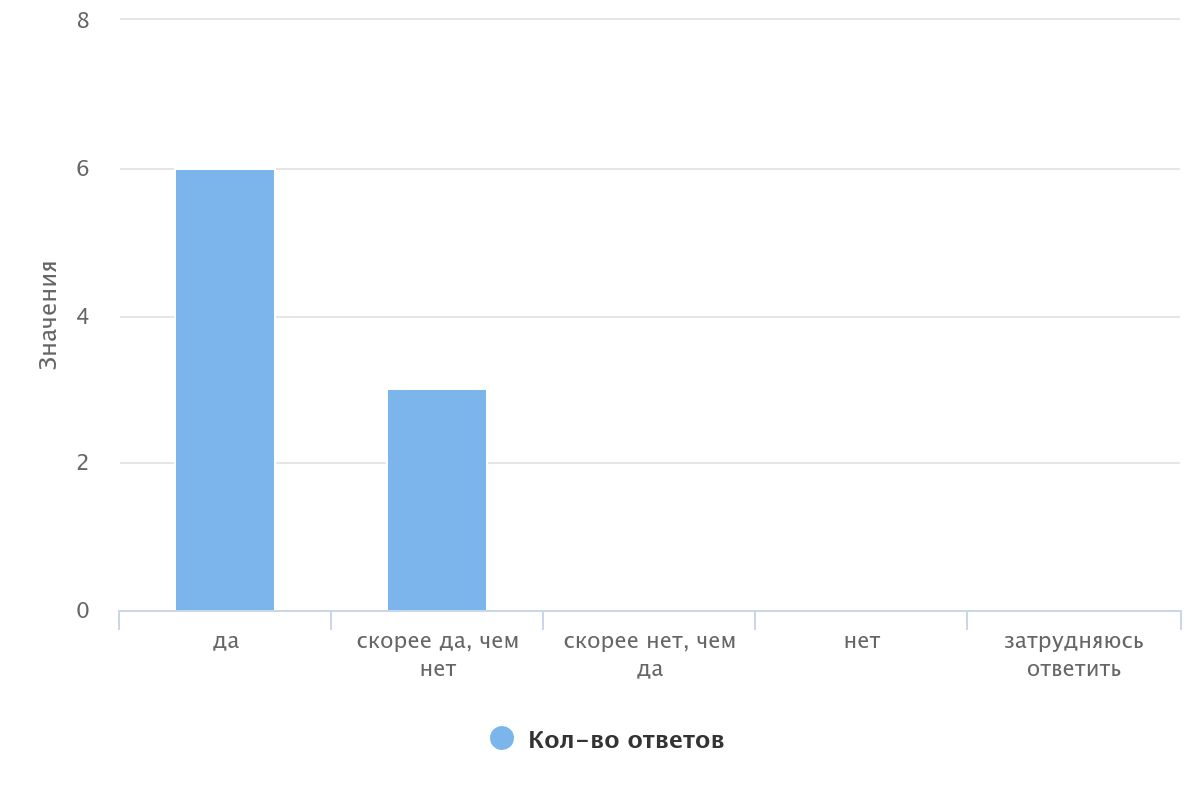 8
6
4
2
0
Значения
да
скорее да, чем
нет
скорее нет, чем
да
нет
затрудняюсь
ответить
Кол-во ответов